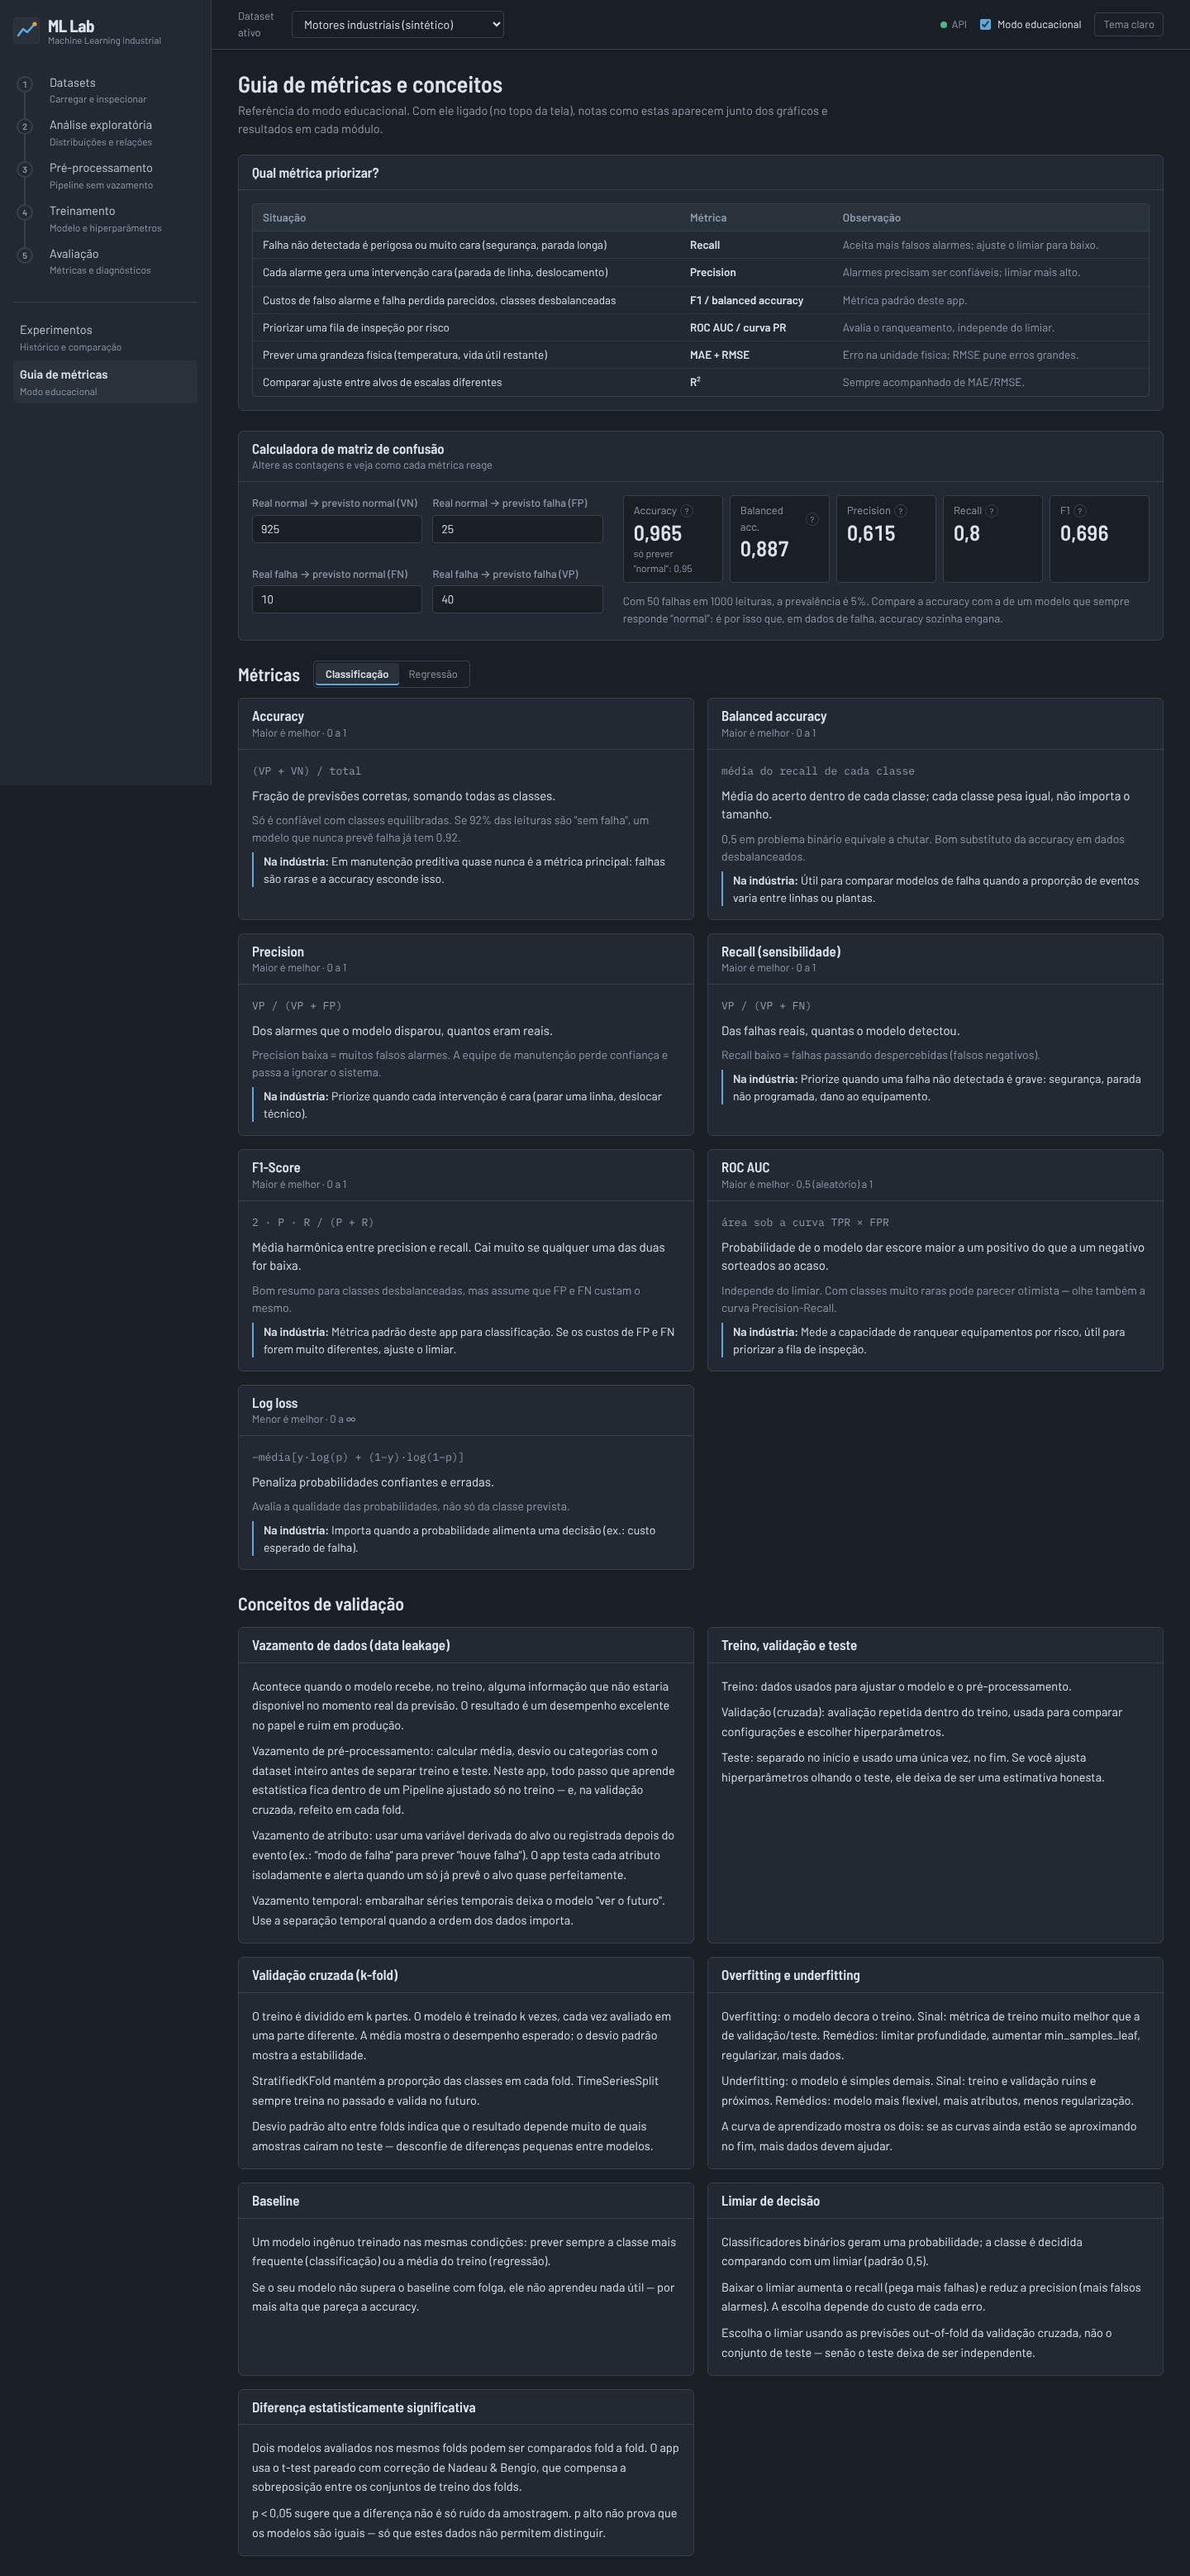 ML Lab
Machine Learning industrial
1
Datasets
Carregar e inspecionar
2
Análise exploratória
Distribuições e relações
3
Pré-processamento
Pipeline sem vazamento
4
Treinamento
Modelo e hiperparâmetros
5
Avaliação
Métricas e diagnósticos
Experimentos
Histórico e comparação
Guia de métricas
Modo educacional
Dataset
ativo
Motores industriais (sintético)
API
Modo educacional
Tema claro
Guia de métricas e conceitos
Referência do modo educacional. Com ele ligado (no topo da tela), notas como estas aparecem junto dos gráficos e
resultados em cada módulo.
Qual métrica priorizar?
Situação Métrica Observação
Falha não detectada é perigosa ou muito cara (segurança, parada longa) Recall Aceita mais falsos alarmes; ajuste o limiar para baixo.
Cada alarme gera uma intervenção cara (parada de linha, deslocamento) Precision Alarmes precisam ser confiáveis; limiar mais alto.
Custos de falso alarme e falha perdida parecidos, classes desbalanceadas F1 / balanced accuracy Métrica padrão deste app.
Priorizar uma fila de inspeção por risco ROC AUC / curva PR Avalia o ranqueamento, independe do limiar.
Prever uma grandeza física (temperatura, vida útil restante) MAE + RMSE Erro na unidade física; RMSE pune erros grandes.
Comparar ajuste entre alvos de escalas diferentes R² Sempre acompanhado de MAE/RMSE.
Calculadora de matriz de confusão
Altere as contagens e veja como cada métrica reage
Real normal → previsto normal (VN)
925
Real normal → previsto falha (FP)
25
Real falha → previsto normal (FN)
10
Real falha → previsto falha (VP)
40
Accuracy ?
0,965
só prever
"normal": 0,95
Balanced
acc. ?
0,887
Precision ?
0,615
Recall ?
0,8
F1 ?
0,696
Com 50 falhas em 1000 leituras, a prevalência é 5%. Compare a accuracy com a de um modelo que sempre
responde "normal": é por isso que, em dados de falha, accuracy sozinha engana.
Métricas
Classificação
Regressão
Accuracy
Maior é melhor · 0 a 1
(VP + VN) / total
Fração de previsões corretas, somando todas as classes.
Só é confiável com classes equilibradas. Se 92% das leituras são "sem falha", um
modelo que nunca prevê falha já tem 0,92.
Na indústria: Em manutenção preditiva quase nunca é a métrica principal: falhas
são raras e a accuracy esconde isso.
Balanced accuracy
Maior é melhor · 0 a 1
média do recall de cada classe
Média do acerto dentro de cada classe; cada classe pesa igual, não importa o
tamanho.
0,5 em problema binário equivale a chutar. Bom substituto da accuracy em dados
desbalanceados.
Na indústria: Útil para comparar modelos de falha quando a proporção de eventos
varia entre linhas ou plantas.
Precision
Maior é melhor · 0 a 1
VP / (VP + FP)
Dos alarmes que o modelo disparou, quantos eram reais.
Precision baixa = muitos falsos alarmes. A equipe de manutenção perde confiança e
passa a ignorar o sistema.
Na indústria: Priorize quando cada intervenção é cara (parar uma linha, deslocar
técnico).
Recall (sensibilidade)
Maior é melhor · 0 a 1
VP / (VP + FN)
Das falhas reais, quantas o modelo detectou.
Recall baixo = falhas passando despercebidas (falsos negativos).
Na indústria: Priorize quando uma falha não detectada é grave: segurança, parada
não programada, dano ao equipamento.
F1-Score
Maior é melhor · 0 a 1
2 · P · R / (P + R)
Média harmônica entre precision e recall. Cai muito se qualquer uma das duas
for baixa.
Bom resumo para classes desbalanceadas, mas assume que FP e FN custam o
mesmo.
Na indústria: Métrica padrão deste app para classificação. Se os custos de FP e FN
forem muito diferentes, ajuste o limiar.
ROC AUC
Maior é melhor · 0,5 (aleatório) a 1
área sob a curva TPR × FPR
Probabilidade de o modelo dar escore maior a um positivo do que a um negativo
sorteados ao acaso.
Independe do limiar. Com classes muito raras pode parecer otimista — olhe também a
curva Precision-Recall.
Na indústria: Mede a capacidade de ranquear equipamentos por risco, útil para
priorizar a fila de inspeção.
Log loss
Menor é melhor · 0 a ∞
−média[y·log(p) + (1−y)·log(1−p)]
Penaliza probabilidades confiantes e erradas.
Avalia a qualidade das probabilidades, não só da classe prevista.
Na indústria: Importa quando a probabilidade alimenta uma decisão (ex.: custo
esperado de falha).
Conceitos de validação
Vazamento de dados (data leakage)
Acontece quando o modelo recebe, no treino, alguma informação que não estaria
disponível no momento real da previsão. O resultado é um desempenho excelente
no papel e ruim em produção.
Vazamento de pré-processamento: calcular média, desvio ou categorias com o
dataset inteiro antes de separar treino e teste. Neste app, todo passo que aprende
estatística fica dentro de um Pipeline ajustado só no treino — e, na validação
cruzada, refeito em cada fold.
Vazamento de atributo: usar uma variável derivada do alvo ou registrada depois do
evento (ex.: "modo de falha" para prever "houve falha"). O app testa cada atributo
isoladamente e alerta quando um só já prevê o alvo quase perfeitamente.
Vazamento temporal: embaralhar séries temporais deixa o modelo "ver o futuro".
Use a separação temporal quando a ordem dos dados importa.
Treino, validação e teste
Treino: dados usados para ajustar o modelo e o pré-processamento.
Validação (cruzada): avaliação repetida dentro do treino, usada para comparar
configurações e escolher hiperparâmetros.
Teste: separado no início e usado uma única vez, no fim. Se você ajusta
hiperparâmetros olhando o teste, ele deixa de ser uma estimativa honesta.
Validação cruzada (k-fold)
O treino é dividido em k partes. O modelo é treinado k vezes, cada vez avaliado em
uma parte diferente. A média mostra o desempenho esperado; o desvio padrão
mostra a estabilidade.
StratifiedKFold mantém a proporção das classes em cada fold. TimeSeriesSplit
sempre treina no passado e valida no futuro.
Desvio padrão alto entre folds indica que o resultado depende muito de quais
amostras caíram no teste — desconfie de diferenças pequenas entre modelos.
Overfitting e underfitting
Overfitting: o modelo decora o treino. Sinal: métrica de treino muito melhor que a
de validação/teste. Remédios: limitar profundidade, aumentar min_samples_leaf,
regularizar, mais dados.
Underfitting: o modelo é simples demais. Sinal: treino e validação ruins e
próximos. Remédios: modelo mais flexível, mais atributos, menos regularização.
A curva de aprendizado mostra os dois: se as curvas ainda estão se aproximando
no fim, mais dados devem ajudar.
Baseline
Um modelo ingênuo treinado nas mesmas condições: prever sempre a classe mais
frequente (classificação) ou a média do treino (regressão).
Se o seu modelo não supera o baseline com folga, ele não aprendeu nada útil — por
mais alta que pareça a accuracy.
Limiar de decisão
Classificadores binários geram uma probabilidade; a classe é decidida
comparando com um limiar (padrão 0,5).
Baixar o limiar aumenta o recall (pega mais falhas) e reduz a precision (mais falsos
alarmes). A escolha depende do custo de cada erro.
Escolha o limiar usando as previsões out-of-fold da validação cruzada, não o
conjunto de teste — senão o teste deixa de ser independente.
Diferença estatisticamente significativa
Dois modelos avaliados nos mesmos folds podem ser comparados fold a fold. O app
usa o t-test pareado com correção de Nadeau & Bengio, que compensa a
sobreposição entre os conjuntos de treino dos folds.
p < 0,05 sugere que a diferença não é só ruído da amostragem. p alto não prova que
os modelos são iguais — só que estes dados não permitem distinguir.